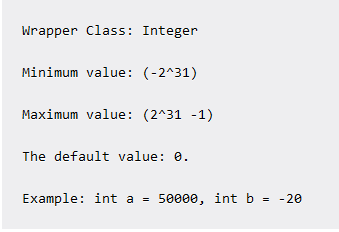 Wrapper Class: Integer
Minimum value: (-2^31)
Maximum value: (2^31 -1)
The default value: 0.
Example: int a = 50000, int b = -20